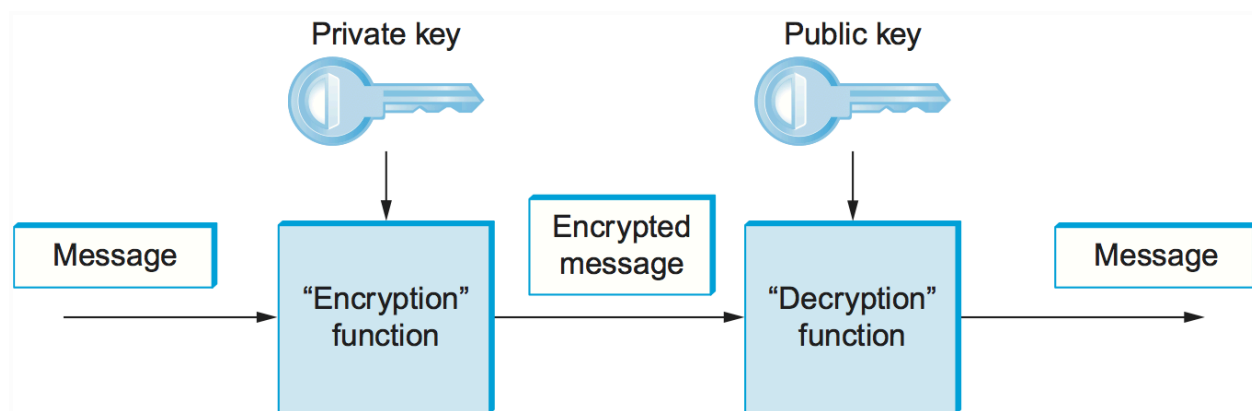 Private key
Public key
Message
“Encryption”
function
Encrypted
message
“Decryption”
function
Message